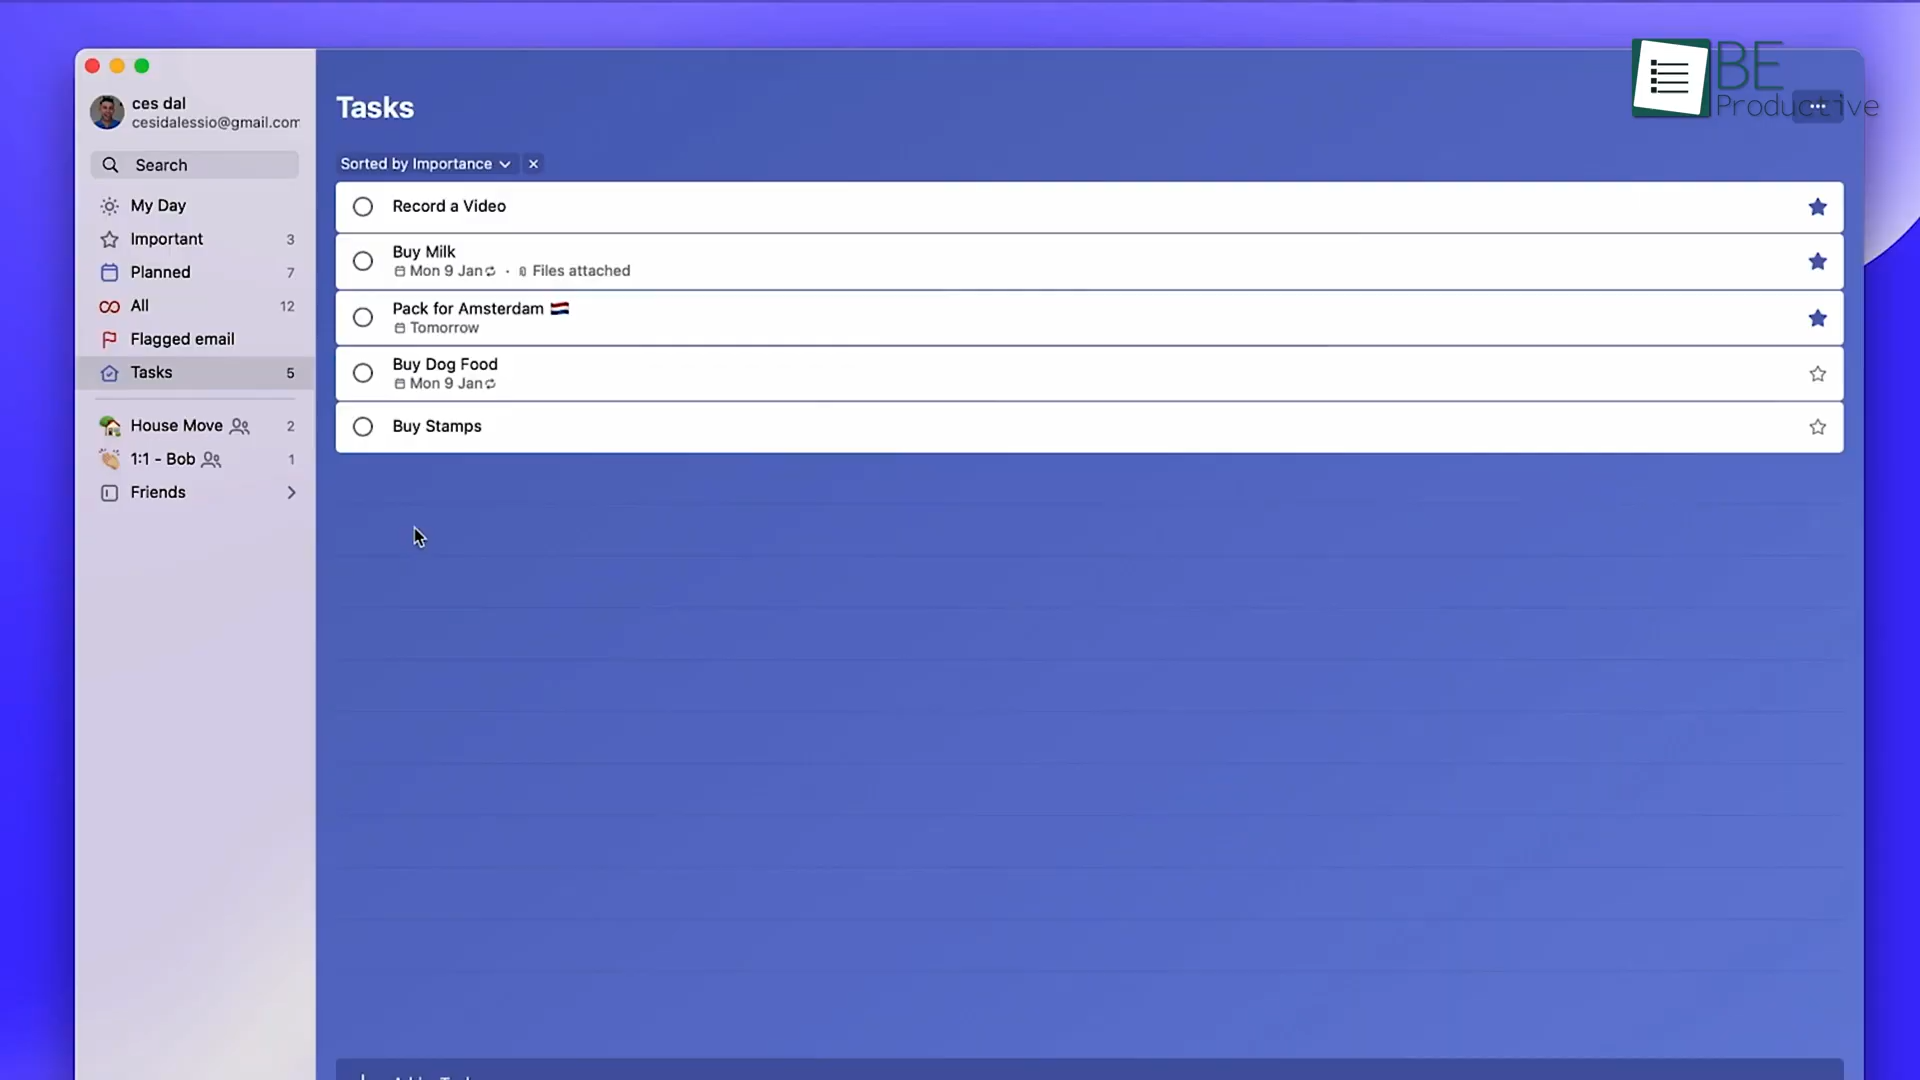 BE
Productive
ces dal
cesidalessio@gmail.com
Search
My Day
Important 3
Planned 7
All 12
Flagged email
Tasks 5
House Move 2
1:1 - Bob 1
Friends
Tasks
Sorted by Importance
Record a Video
Buy Milk
Mon 9 Jan · Files attached
Pack for Amsterdam 🇳🇱
Tomorrow
Buy Dog Food
Mon 9 Jan
Buy Stamps